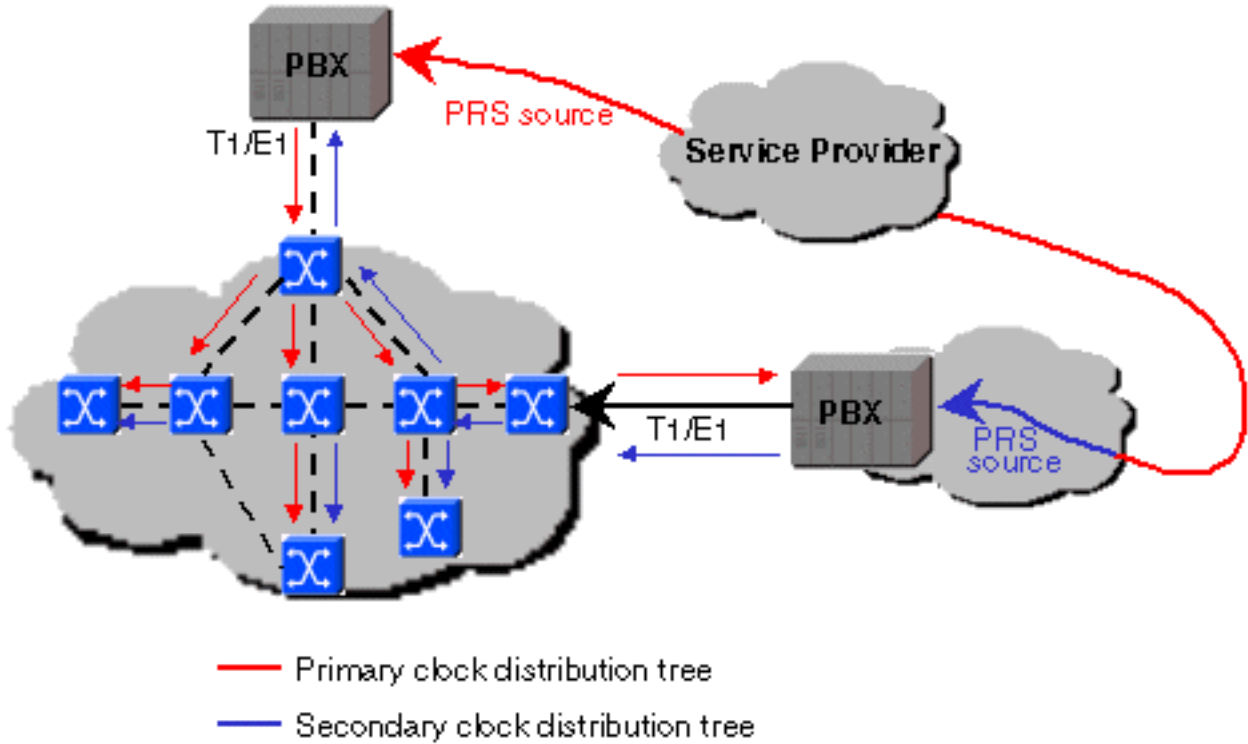 PBX
PRS source
T1/E1
Service Provider
PBX
T1/E1
PRS
source
Primary clock distribution tree
Secondary clock distribution tree